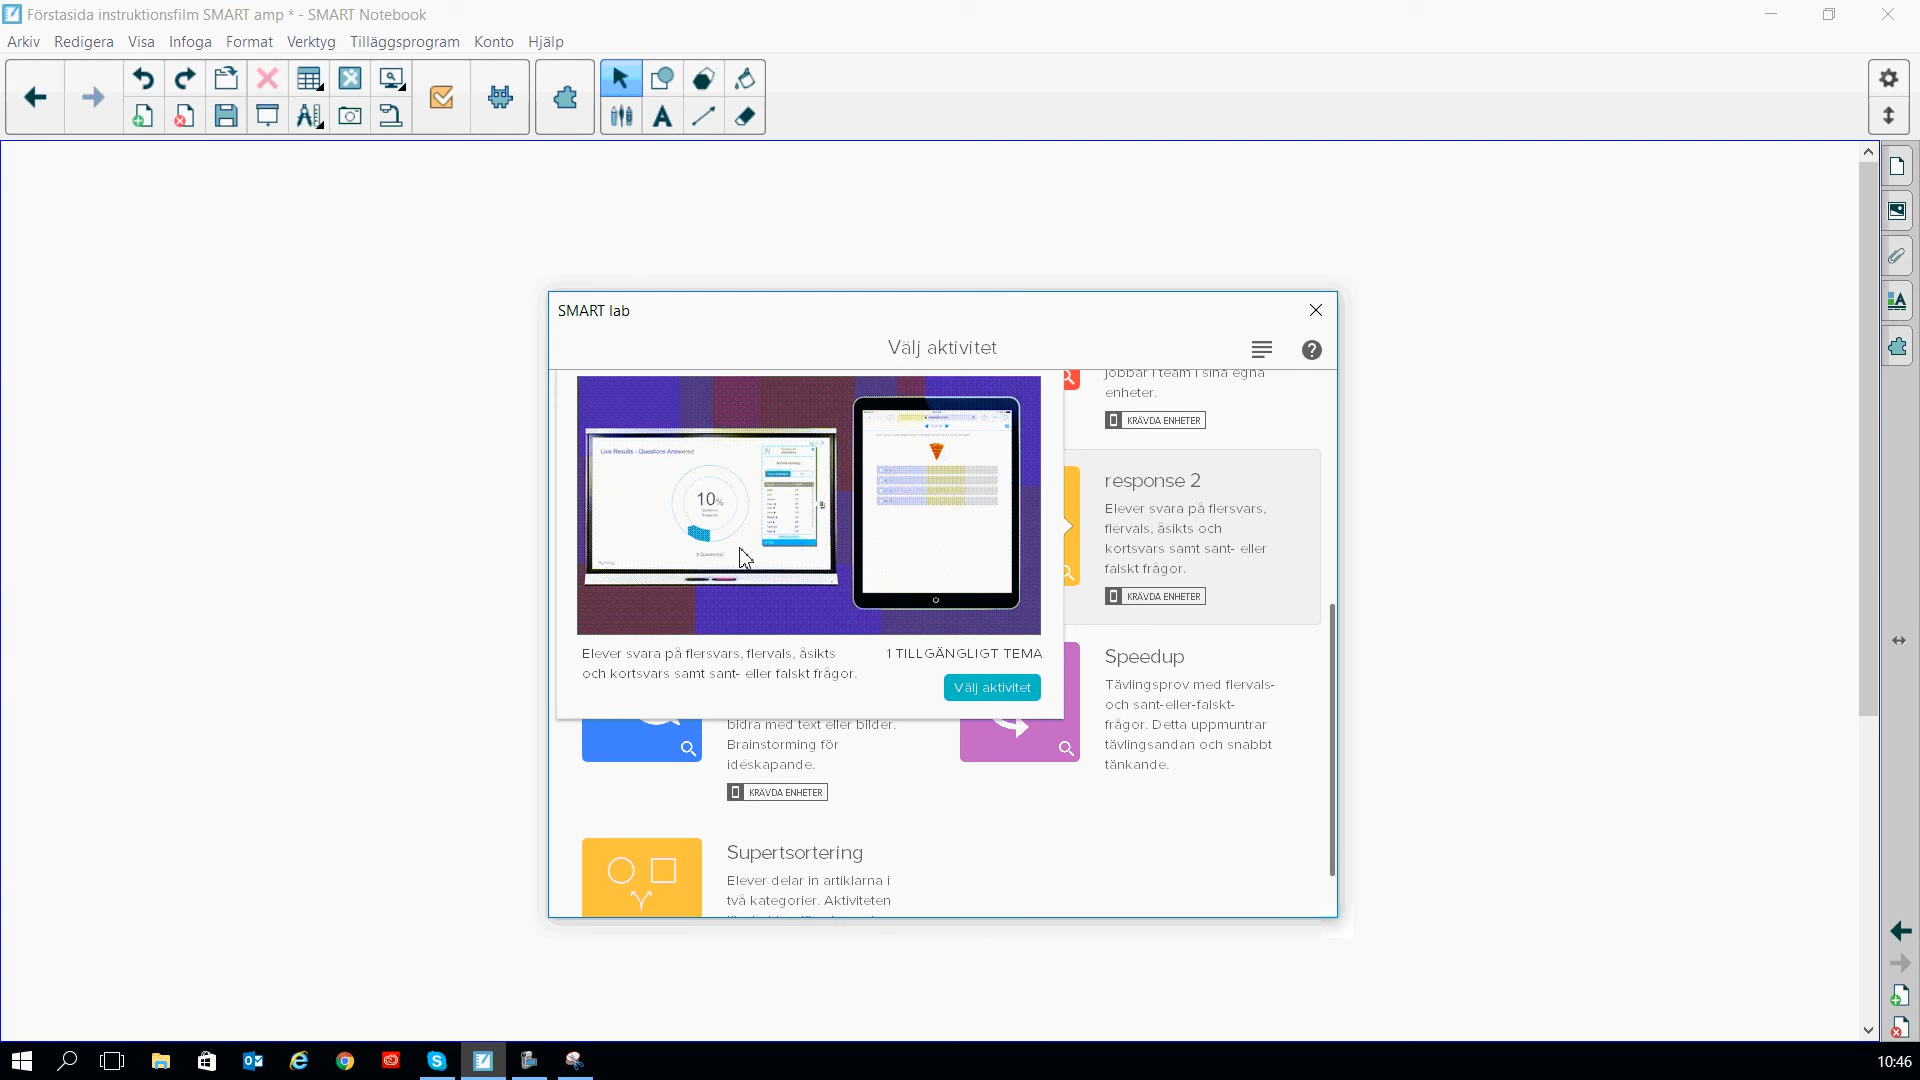 Förstasida instruktionsfilm SMART amp * - SMART Notebook
Arkiv Redigera Visa Infoga Format Verktyg Tilläggsprogram Konto Hjälp
SMART lab
Välj aktivitet
jobbar i team i sina egna
enheter.
KRÄVDA ENHETER
Live Results - Questions Answered
10%
response 2
Elever svara på flersvars,
flervals, åsikts och
kortsvars samt sant- eller
falskt frågor.
KRÄVDA ENHETER
Elever svara på flersvars, flervals, åsikts
och kortsvars samt sant- eller falskt frågor.
1 TILLGÄNGLIGT TEMA
Välj aktivitet
Speedup
Tävlingsprov med flervals-
och sant-eller-falskt-
frågor. Detta uppmuntrar
tävlingsandan och snabbt
tänkande.
bidra med text eller bilder.
Brainstorming för
idéskapande.
KRÄVDA ENHETER
Supertsortering
Elever delar in artiklarna i
två kategorier. Aktiviteten
10:46